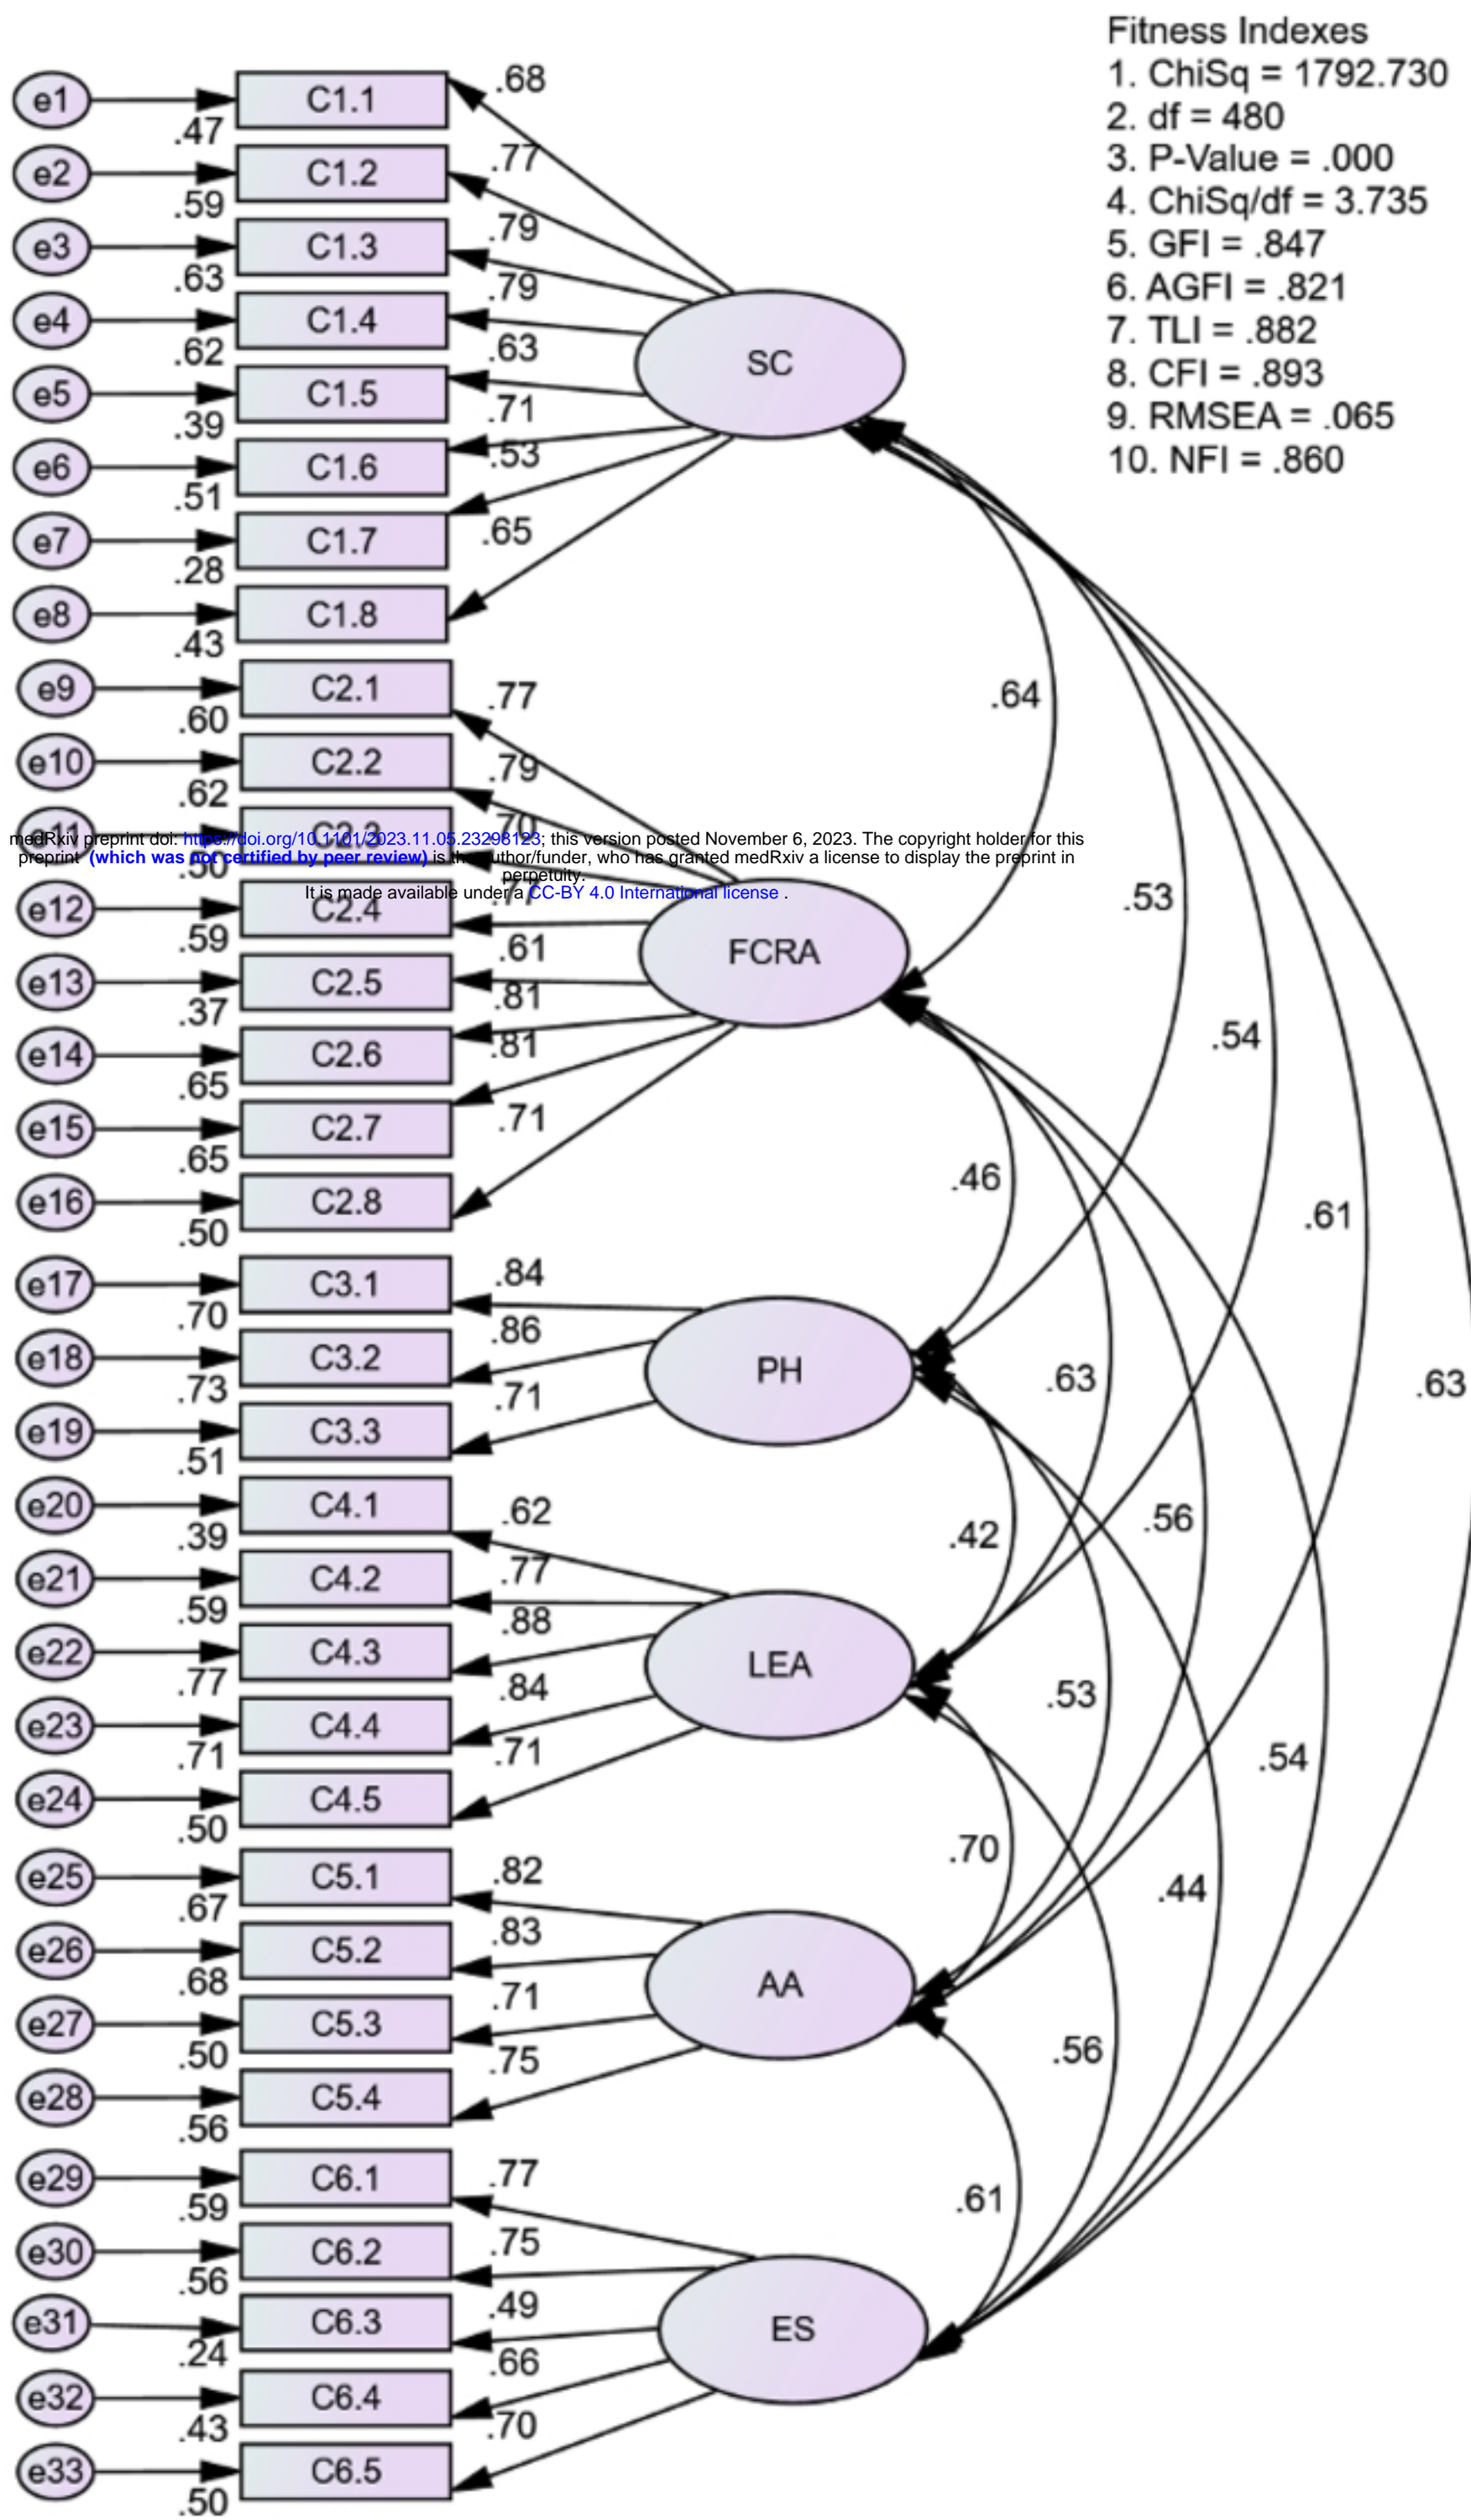 Fitness Indexes
1. ChiSq = 1792.730
2. df = 480
3. P-Value = .000
4. ChiSq/df = 3.735
5. GFI = .847
6. AGFI = .821
7. TLI = .882
8. CFI = .893
9. RMSEA = .065
10. NFI = .860
e1 C1.1 .68
.47
e2 C1.2 .77
.59
e3 C1.3 .79
.63
e4 C1.4 .79
.62
e5 C1.5 .63
.39
e6 C1.6 .71
.51
e7 C1.7 .53
.28
e8 C1.8 .65
.43
SC
e9 C2.1 .77
.60
e10 C2.2 .79
.62
e11 C2.3 .70
.50
medRxiv preprint doi: https://doi.org/10.1101/2023.11.05.23298123; this version posted November 6, 2023. The copyright holder for this
preprint (which was not certified by peer review) is the author/funder, who has granted medRxiv a license to display the preprint in
perpetuity.
It is made available under a CC-BY 4.0 International license .
e12 C2.4 .77
.59
e13 C2.5 .61
.37
e14 C2.6 .81
.65
e15 C2.7 .81
.65
e16 C2.8 .71
.50
FCRA
e17 C3.1 .84
.70
e18 C3.2 .86
.73
e19 C3.3 .71
.51
PH
e20 C4.1 .62
.39
e21 C4.2 .77
.59
e22 C4.3 .88
.77
e23 C4.4 .84
.71
e24 C4.5 .71
.50
LEA
e25 C5.1 .82
.67
e26 C5.2 .83
.68
e27 C5.3 .71
.50
e28 C5.4 .75
.56
AA
e29 C6.1 .77
.59
e30 C6.2 .75
.56
e31 C6.3 .49
.24
e32 C6.4 .66
.43
e33 C6.5 .70
.50
ES
.64
.53
.54
.46
.61
.63
.63
.56
.42
.53
.54
.70
.44
.56
.61